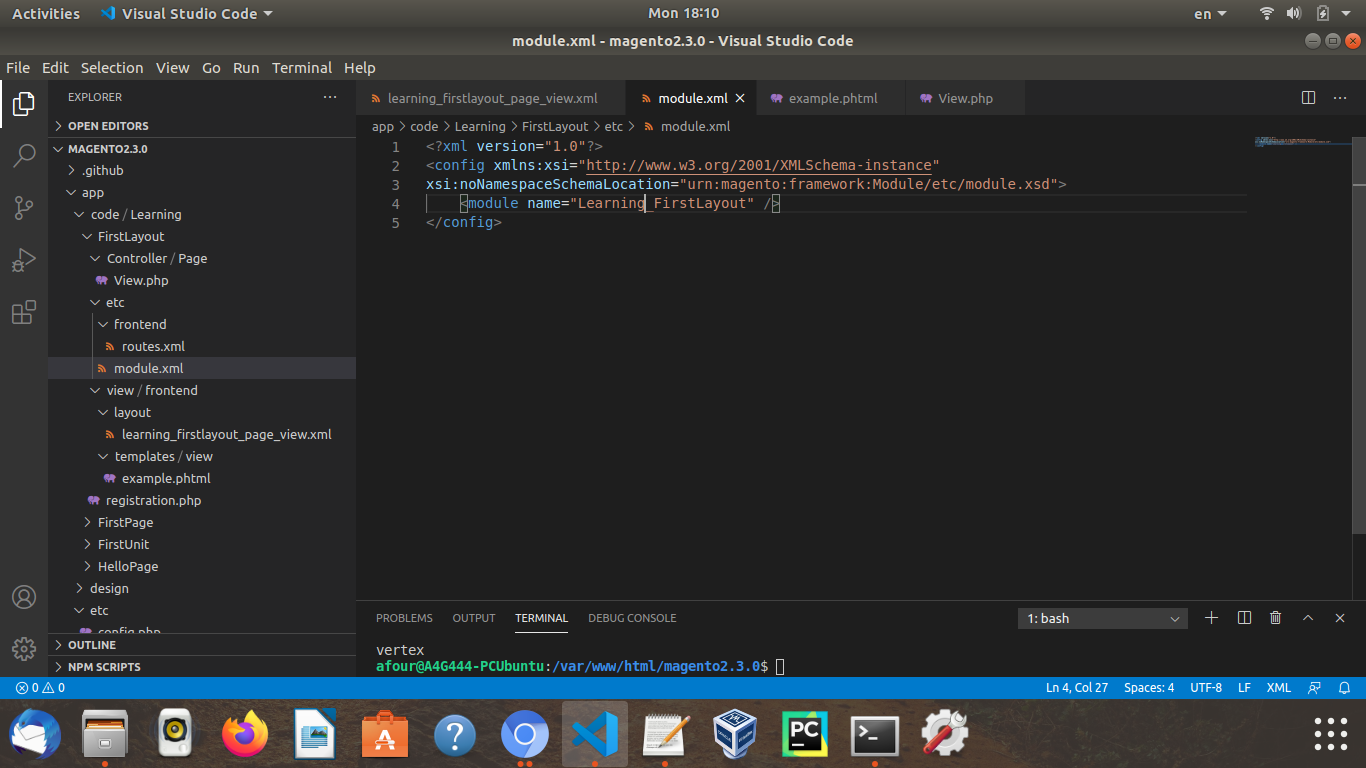 Activities
Visual Studio Code
Mon 18:10
en
module.xml - magento2.3.0 - Visual Studio Code
File Edit Selection View Go Run Terminal Help
EXPLORER
OPEN EDITORS
MAGENTO2.3.0
.github
app
code / Learning
FirstLayout
Controller / Page
View.php
etc
frontend
routes.xml
module.xml
view / frontend
layout
learning_firstlayout_page_view.xml
templates / view
example.phtml
registration.php
FirstPage
FirstUnit
HelloPage
design
etc
config.php
OUTLINE
NPM SCRIPTS
learning_firstlayout_page_view.xml
module.xml
example.phtml
View.php
app > code > Learning > FirstLayout > etc > module.xml
1 <?xml version="1.0"?>
2 <config xmlns:xsi="http://www.w3.org/2001/XMLSchema-instance"
3 xsi:noNamespaceSchemaLocation="urn:magento:framework:Module/etc/module.xsd">
4 <module name="Learning_FirstLayout" />
5 </config>
PROBLEMS OUTPUT TERMINAL DEBUG CONSOLE
1: bash
vertex
afour@A4G444-PCUbuntu:/var/www/html/magento2.3.0$
0 0
Ln 4, Col 27 Spaces: 4 UTF-8 LF XML
A
?
PC